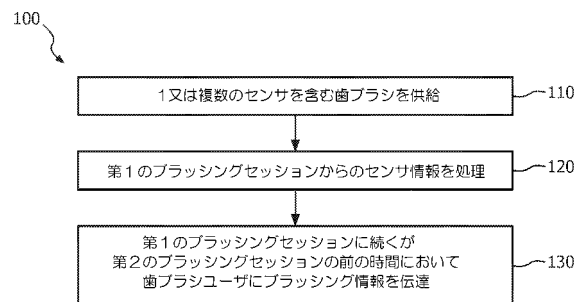 100
1又は複数のセンサを含む歯ブラシを供給
110
第1のブラッシングセッションからのセンサ情報を処理
120
第1のブラッシングセッションに続くが
第2のブラッシングセッションの前の時間において
歯ブラシユーザにブラッシング情報を伝達
130